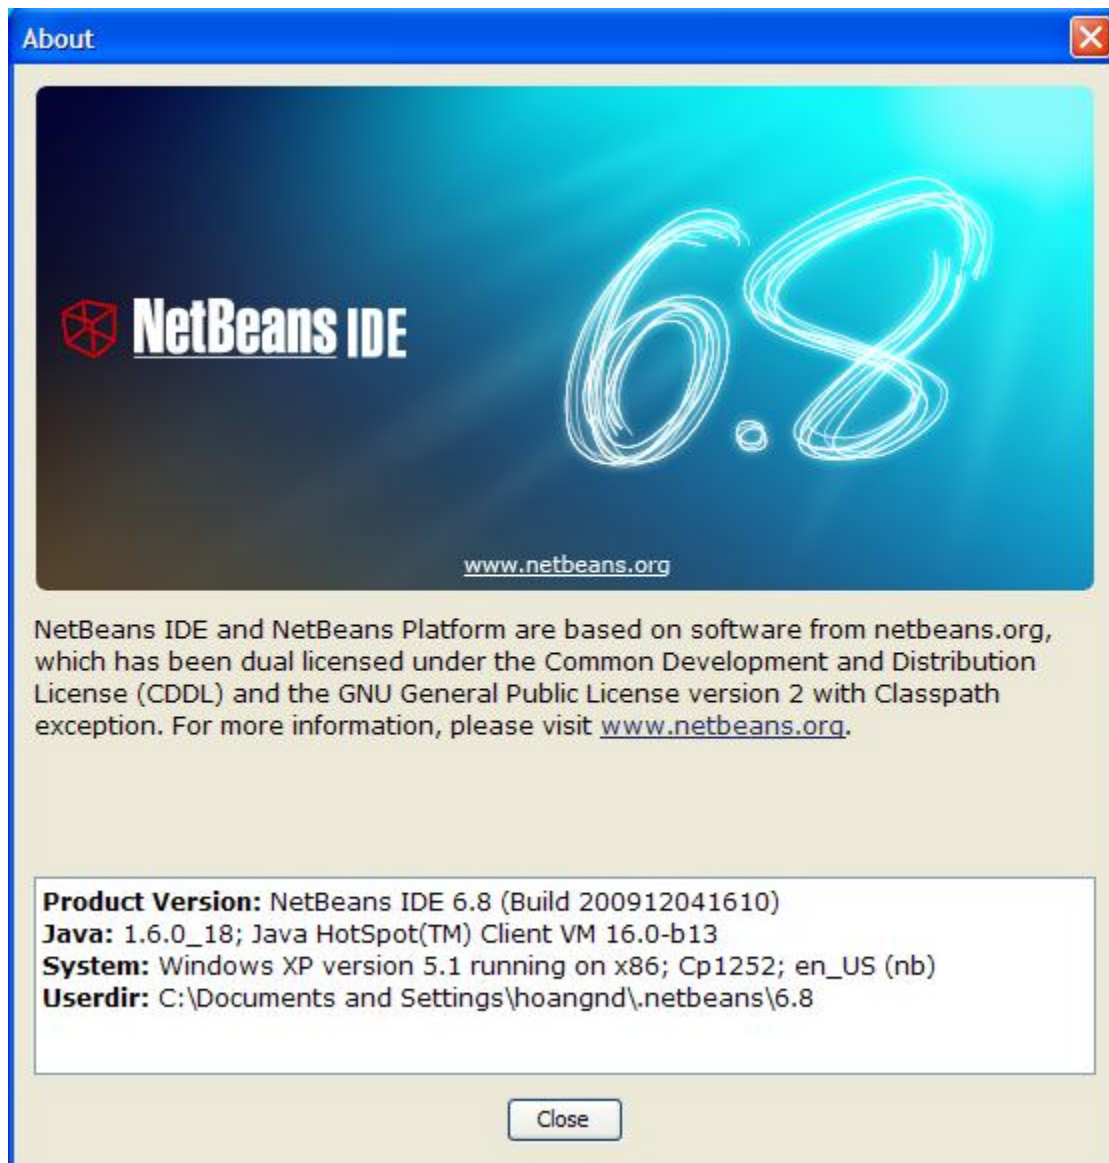 About
6.8
NetBeans IDE
www.netbeans.org
NetBeans IDE and NetBeans Platform are based on software from netbeans.org,
which has been dual licensed under the Common Development and Distribution
License (CDDL) and the GNU General Public License version 2 with Classpath
exception. For more information, please visit www.netbeans.org.
Product Version: NetBeans IDE 6.8 (Build 200912041610)
Java: 1.6.0_18; Java HotSpot(TM) Client VM 16.0-b13
System: Windows XP version 5.1 running on x86; Cp1252; en_US (nb)
Userdir: C:\Documents and Settings\hoangnd\.netbeans\6.8
Close